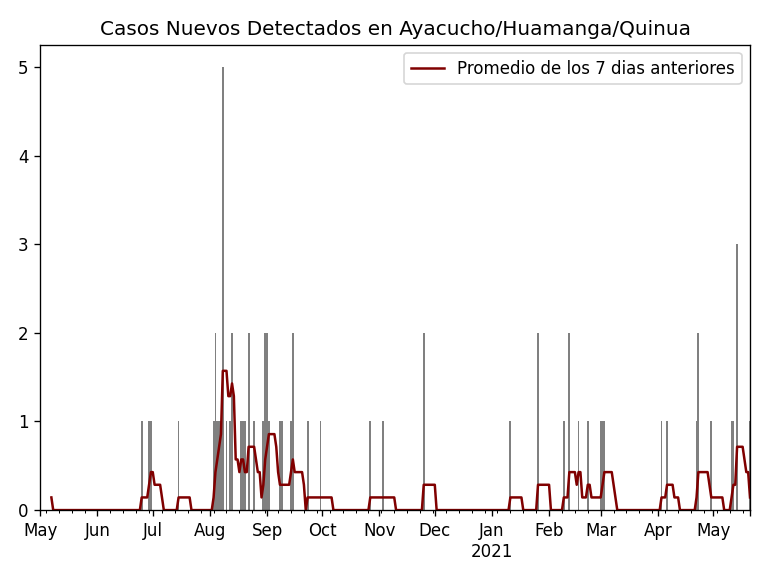 Casos Nuevos Detectados en Ayacucho/Huamanga/Quinua
Promedio de los 7 dias anteriores
5
4
3
2
1
0
May Jun Jul Aug Sep Oct Nov Dec Jan Feb Mar Apr May
2021